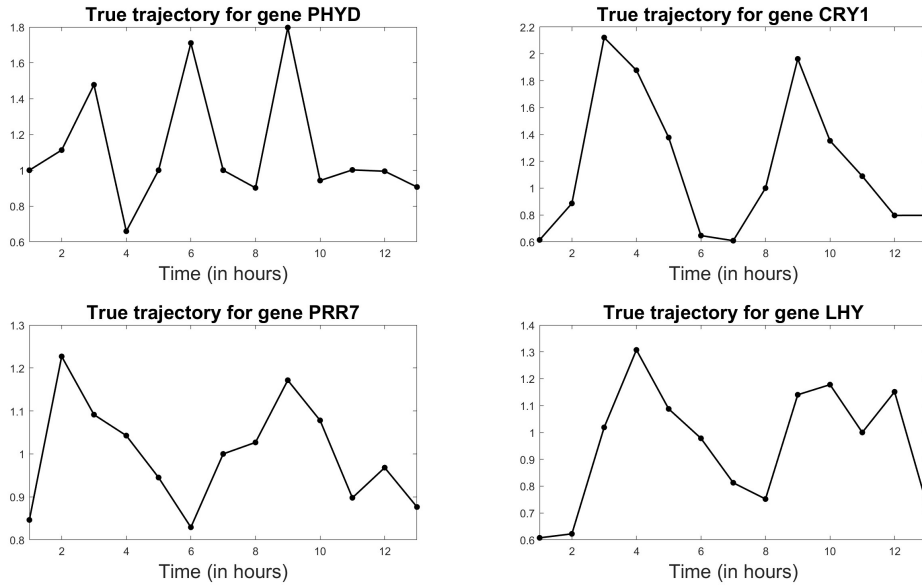 True trajectory for gene PHYD
1.8
1.6
1.4
1.2
1
0.8
0.6
2 4 6 8 10 12
Time (in hours)
True trajectory for gene CRY1
2.2
2
1.8
1.6
1.4
1.2
1
0.8
0.6
2 4 6 8 10 12
Time (in hours)
True trajectory for gene PRR7
1.3
1.2
1.1
1
0.9
0.8
2 4 6 8 10 12
Time (in hours)
True trajectory for gene LHY
1.4
1.3
1.2
1.1
1
0.9
0.8
0.7
0.6
2 4 6 8 10 12
Time (in hours)